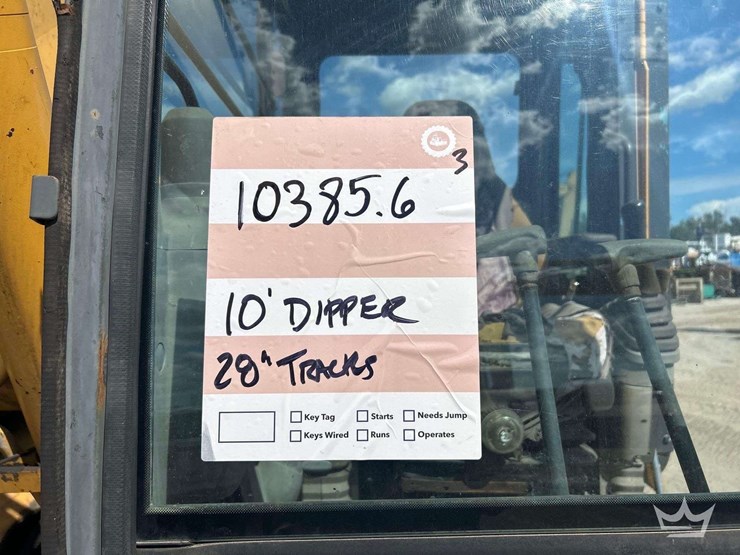 3
10385.6
10' DIPPER
28" TRACKS
Key Tag Starts Needs Jump
Keys Wired Runs Operates